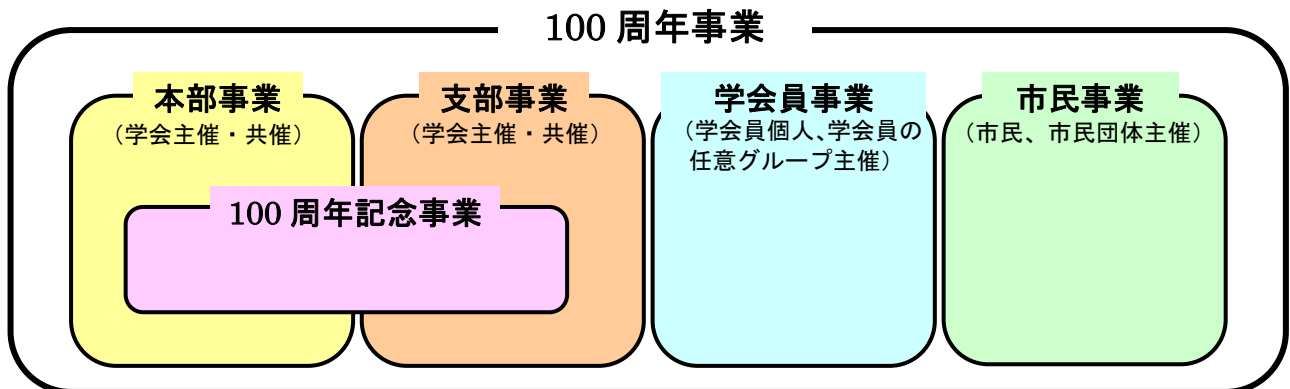 100 周年事業
本部事業
（学会主催・共催）
支部事業
（学会主催・共催）
学会員事業
（学会員個人、学会員の
任意グループ主催）
市民事業
（市民、市民団体主催）
100 周年記念事業